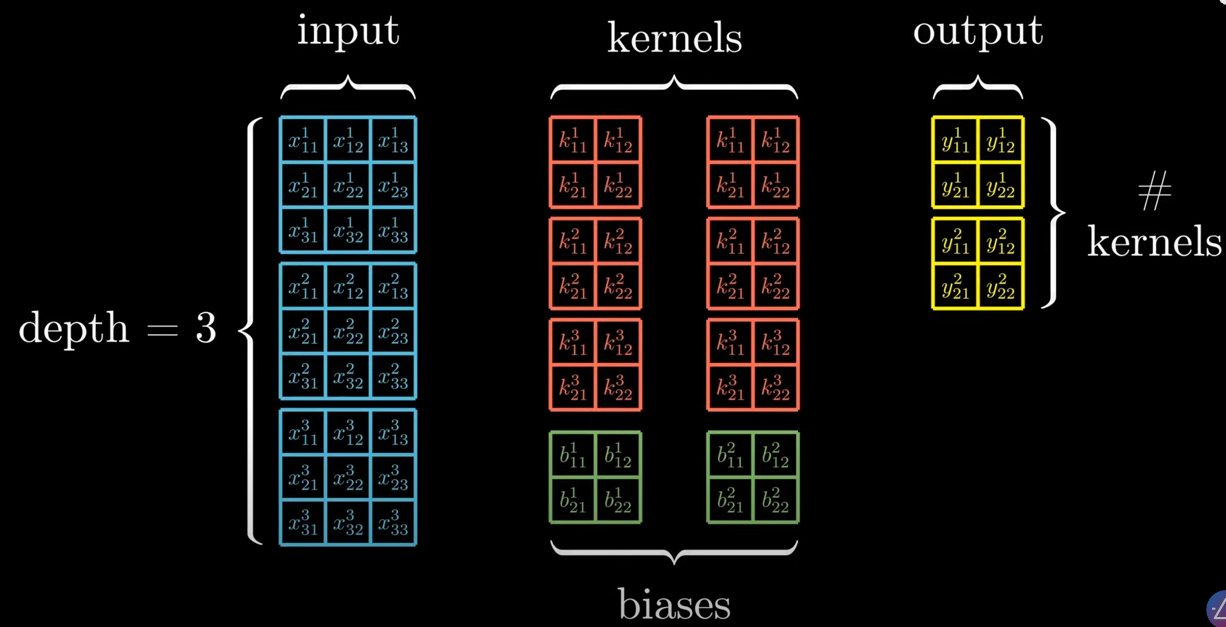 input
kernels
output
x^1_{11} x^1_{12} x^1_{13}
x^1_{21} x^1_{22} x^1_{23}
x^1_{31} x^1_{32} x^1_{33}
x^2_{11} x^2_{12} x^2_{13}
x^2_{21} x^2_{22} x^2_{23}
x^2_{31} x^2_{32} x^2_{33}
x^3_{11} x^3_{12} x^3_{13}
x^3_{21} x^3_{22} x^3_{23}
x^3_{31} x^3_{32} x^3_{33}
depth = 3
k^1_{11} k^1_{12}
k^1_{21} k^1_{22}
k^2_{11} k^2_{12}
k^2_{21} k^2_{22}
k^3_{11} k^3_{12}
k^3_{21} k^3_{22}
b^1_{11} b^1_{12}
b^1_{21} b^1_{22}
k^1_{11} k^1_{12}
k^1_{21} k^1_{22}
k^2_{11} k^2_{12}
k^2_{21} k^2_{22}
k^3_{11} k^3_{12}
k^3_{21} k^3_{22}
b^2_{11} b^2_{12}
b^2_{21} b^2_{22}
biases
y^1_{11} y^1_{12}
y^1_{21} y^1_{22}
y^2_{11} y^2_{12}
y^2_{21} y^2_{22}
#
kernels